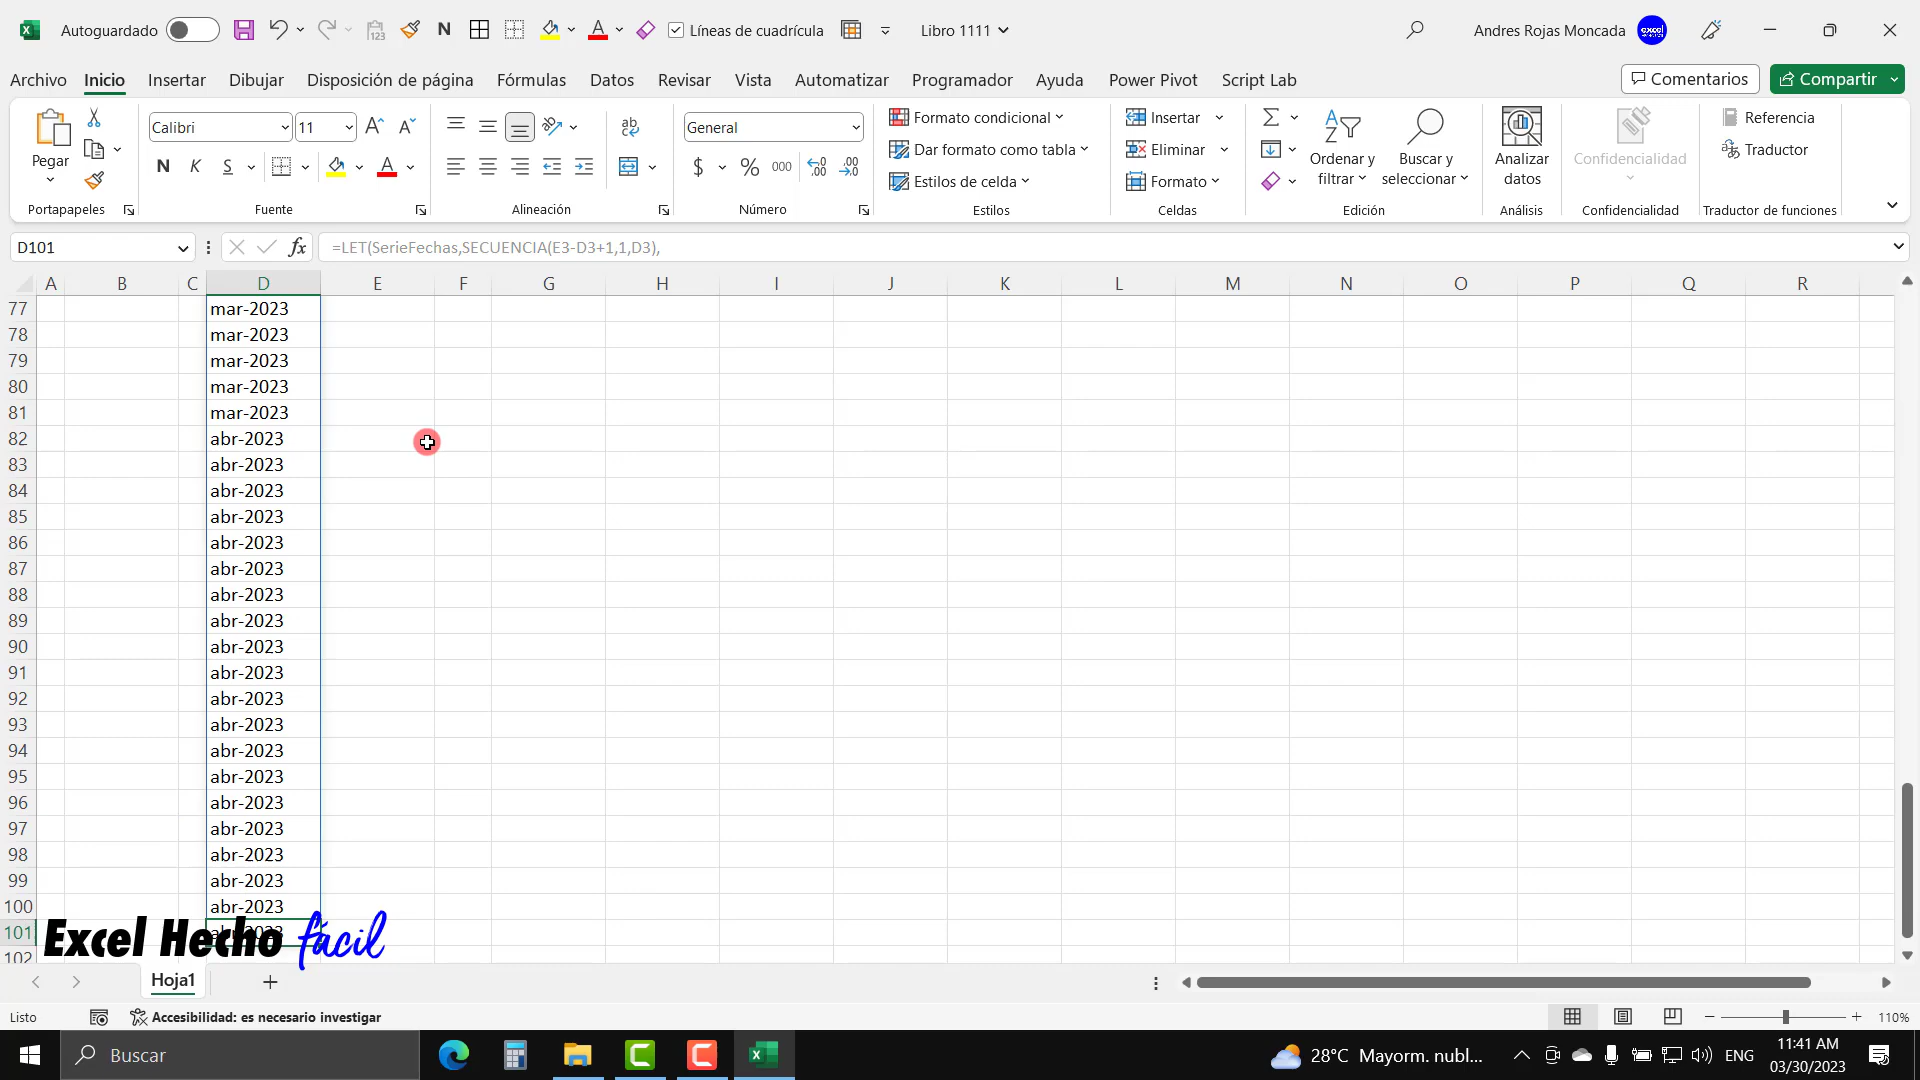 Autoguardado
N
Líneas de cuadrícula
Libro 1111
Andres Rojas Moncada
excel
Archivo Inicio Insertar Dibujar Disposición de página Fórmulas Datos Revisar Vista Automatizar Programador Ayuda Power Pivot Script Lab
Comentarios
Compartir
Pegar
Portapapeles
Calibri 11
N K S
Fuente
Alineación
General
$ % 000
Número
Formato condicional
Dar formato como tabla
Estilos de celda
Estilos
Insertar
Eliminar
Formato
Celdas
Ordenar y filtrar
Buscar y seleccionar
Edición
Analizar datos
Análisis
Confidencialidad
Confidencialidad
Referencia
Traductor
Traductor de funciones
D101
fx
=LET(SerieFechas,SECUENCIA(E3-D3+1,1,D3),
A B C D E F G H I J K L M N O P Q R
77 mar-2023
78 mar-2023
79 mar-2023
80 mar-2023
81 mar-2023
82 abr-2023
83 abr-2023
84 abr-2023
85 abr-2023
86 abr-2023
87 abr-2023
88 abr-2023
89 abr-2023
90 abr-2023
91 abr-2023
92 abr-2023
93 abr-2023
94 abr-2023
95 abr-2023
96 abr-2023
97 abr-2023
98 abr-2023
99 abr-2023
100 abr-2023
101
102
Excel Hecho fácil
Hoja1
Listo
Accesibilidad: es necesario investigar
110%
Buscar
28°C Mayorm. nubl...
ENG
11:41 AM
03/30/2023